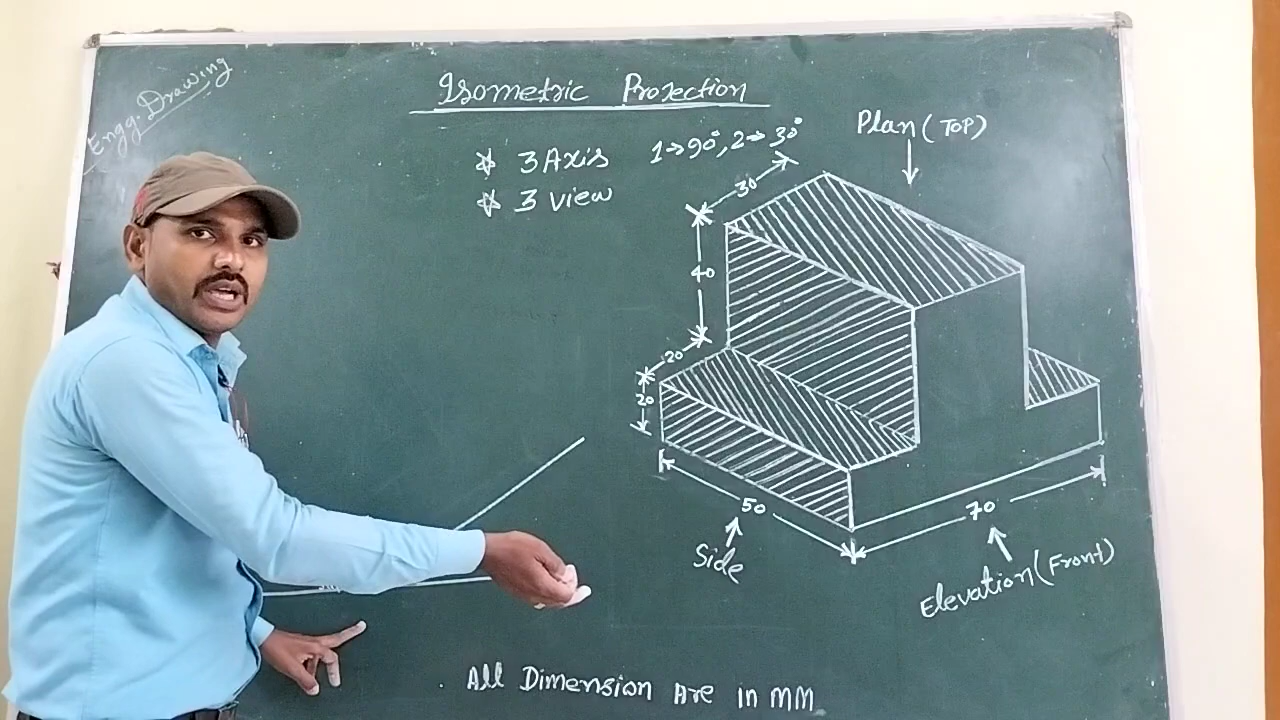 Engg. Drawing
Isometric Projection
* 3 Axis
1→90°, 2→30°
* 3 view
Plan (Top)
30
40
20
20
50
70
Side
Elevation (Front)
All Dimension Are in MM